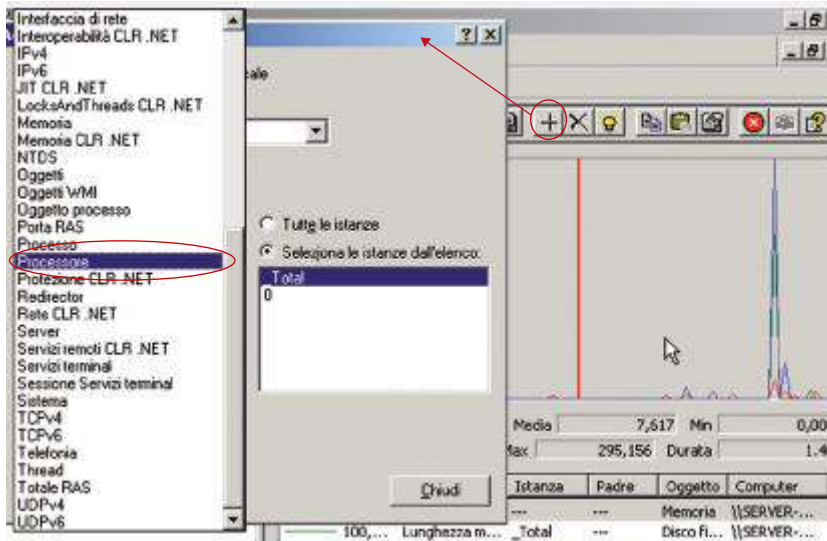 Interfaccia di rete
Interoperabilità CLR .NET
IPv4
IPv6
JIT CLR .NET
LocksAndThreads CLR .NET
Memoria
Memoria CLR .NET
NTDS
Oggetti
Oggetti WMI
Oggetto processo
Porta RAS
Processo
Processore
Protezione CLR .NET
Redirector
Rete CLR .NET
Server
Servizi remoti CLR .NET
Servizi terminal
Sessione Servizi terminal
Sistema
TCPv4
TCPv6
Telefonia
Thread
Totale RAS
UDPv4
UDPv6
cale
Tutte le istanze
Seleziona le istanze dall'elenco:
_Total
0
Chiudi
Media 7,617 Min 0,00
Max 295,156 Durata 1.4
Istanza Padre Oggetto Computer
--- --- Memoria \\SERVER-...
100,... Lunghezza m... _Total --- Disco fi... \\SERVER-...